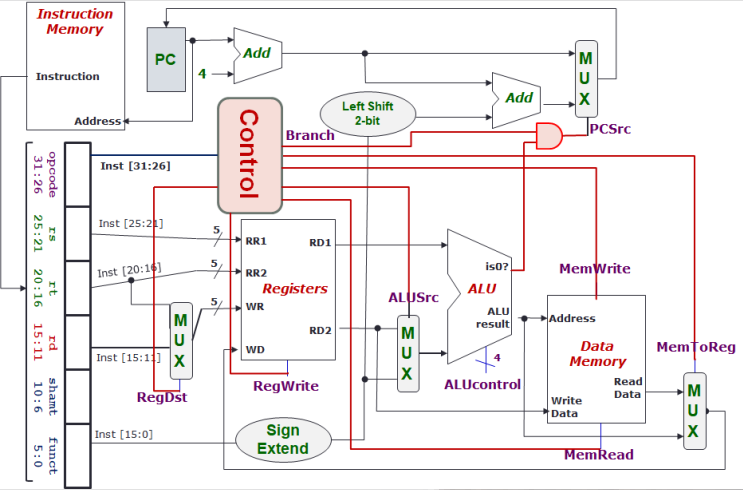 Instruction
Memory
Instruction
Address
PC
4
Add
Left Shift
2-bit
Add
M
U
X
PCSrc
Control
Branch
opcode
31:26
rs
25:21
rt
20:16
rd
15:11
shamt
10:6
funct
5:0
Inst [31:26]
Inst [25:21]
Inst [20:16]
Inst [15:11]
Inst [15:0]
5
5
5
M
U
X
RegDst
RR1
RR2
WR
WD
Registers
RD1
RD2
RegWrite
Sign
Extend
ALUSrc
M
U
X
is0?
ALU
ALU
result
4
ALUcontrol
MemWrite
Address
Data
Memory
Read
Data
Write
Data
MemRead
MemToReg
M
U
X